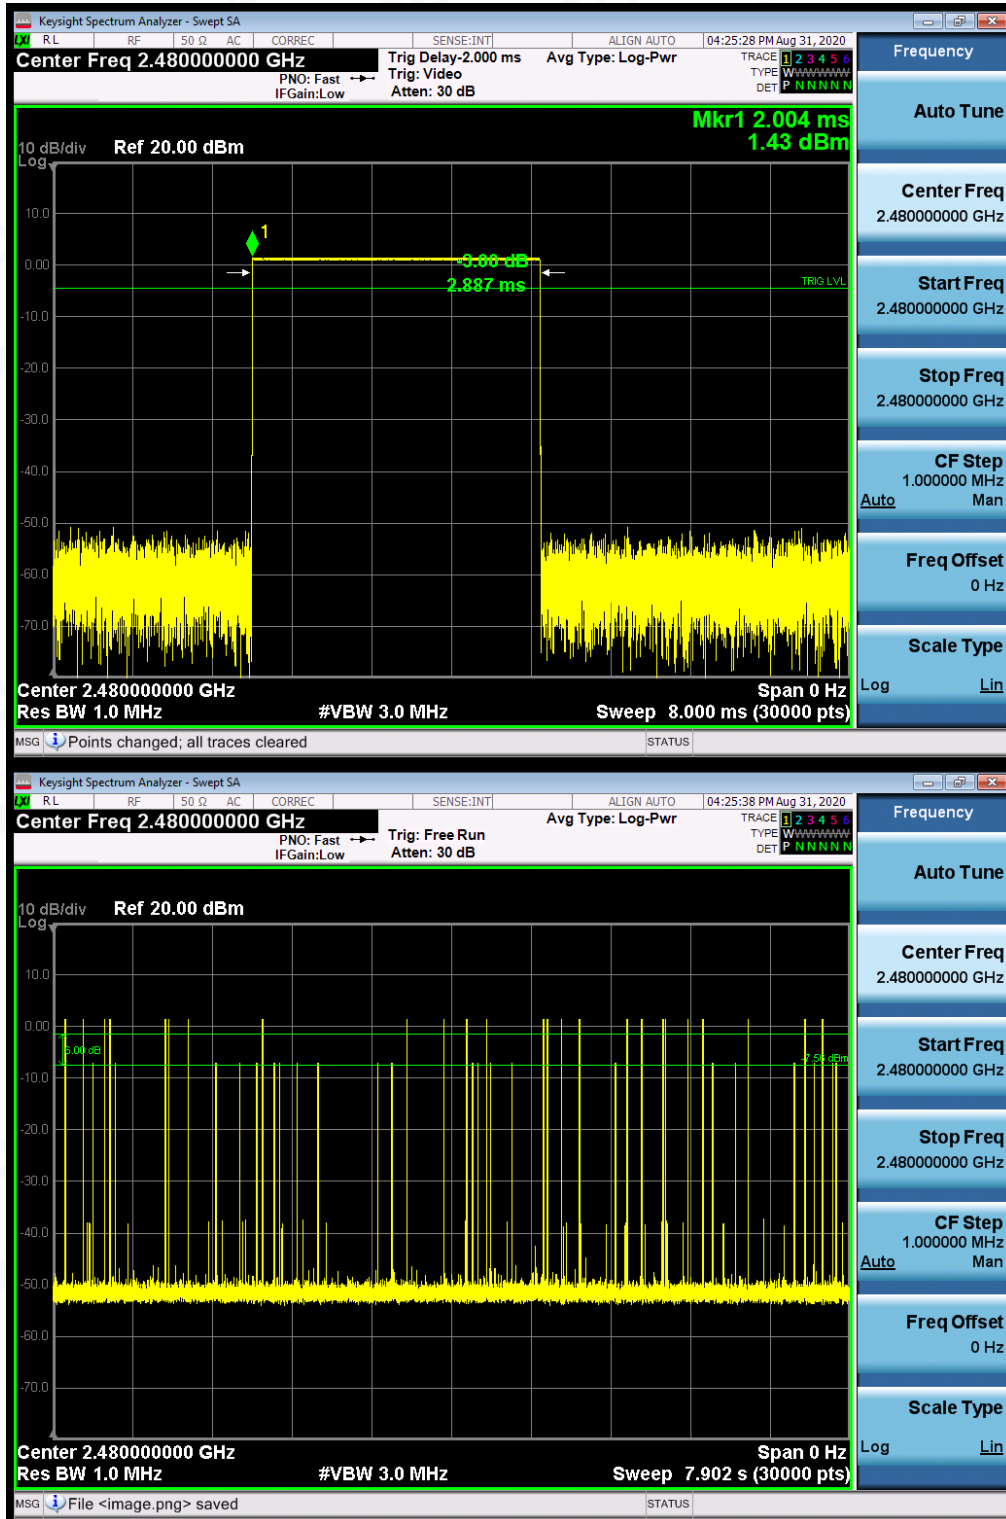 Keysight Spectrum Analyzer - Swept SA
LXI RL RF 50 Ω AC CORREC SENSE:INT ALIGN AUTO 04:25:28 PM Aug 31, 2020
Center Freq 2.480000000 GHz
PNO: Fast
IFGain:Low
Trig Delay-2.000 ms
Trig: Video
Atten: 30 dB
Avg Type: Log-Pwr
TRACE 1 2 3 4 5 6
TYPE WWWWWW
DET P N N N N N
Mkr1 2.004 ms
1.43 dBm
10 dB/div Ref 20.00 dBm
Log
10.0
1
0.00
-3.00 dB
2.887 ms
TRIG LVL
-10.0
-20.0
-30.0
-40.0
-50.0
-60.0
-70.0
Center 2.480000000 GHz Span 0 Hz
Res BW 1.0 MHz #VBW 3.0 MHz Sweep 8.000 ms (30000 pts)
MSG Points changed; all traces cleared STATUS
Frequency
Auto Tune
Center Freq
2.480000000 GHz
Start Freq
2.480000000 GHz
Stop Freq
2.480000000 GHz
CF Step
1.000000 MHz
Auto Man
Freq Offset
0 Hz
Scale Type
Log Lin
Keysight Spectrum Analyzer - Swept SA
LXI RL RF 50 Ω AC CORREC SENSE:INT ALIGN AUTO 04:25:38 PM Aug 31, 2020
Center Freq 2.480000000 GHz
PNO: Fast
IFGain:Low
Trig: Free Run
Atten: 30 dB
Avg Type: Log-Pwr
TRACE 1 2 3 4 5 6
TYPE WWWWWW
DET P N N N N N
10 dB/div Ref 20.00 dBm
Log
10.0
0.00
6.00 dB
-7.56 dBm
-10.0
-20.0
-30.0
-40.0
-50.0
-60.0
-70.0
Center 2.480000000 GHz Span 0 Hz
Res BW 1.0 MHz #VBW 3.0 MHz Sweep 7.902 s (30000 pts)
MSG File <image.png> saved STATUS
Frequency
Auto Tune
Center Freq
2.480000000 GHz
Start Freq
2.480000000 GHz
Stop Freq
2.480000000 GHz
CF Step
1.000000 MHz
Auto Man
Freq Offset
0 Hz
Scale Type
Log Lin